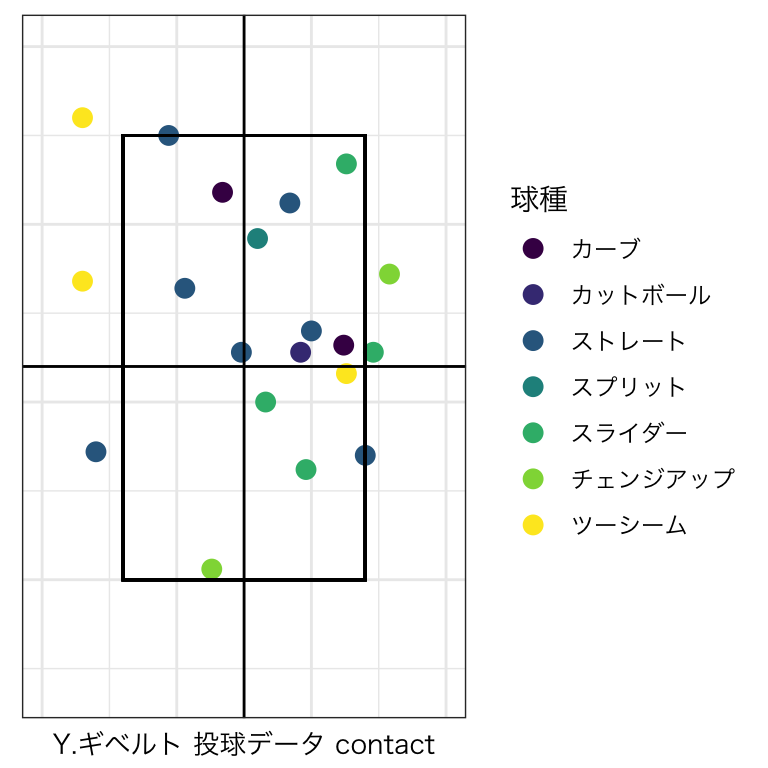 球種
カーブ
カットボール
ストレート
スプリット
スライダー
チェンジアップ
ツーシーム
Y.ギベルト 投球データ contact